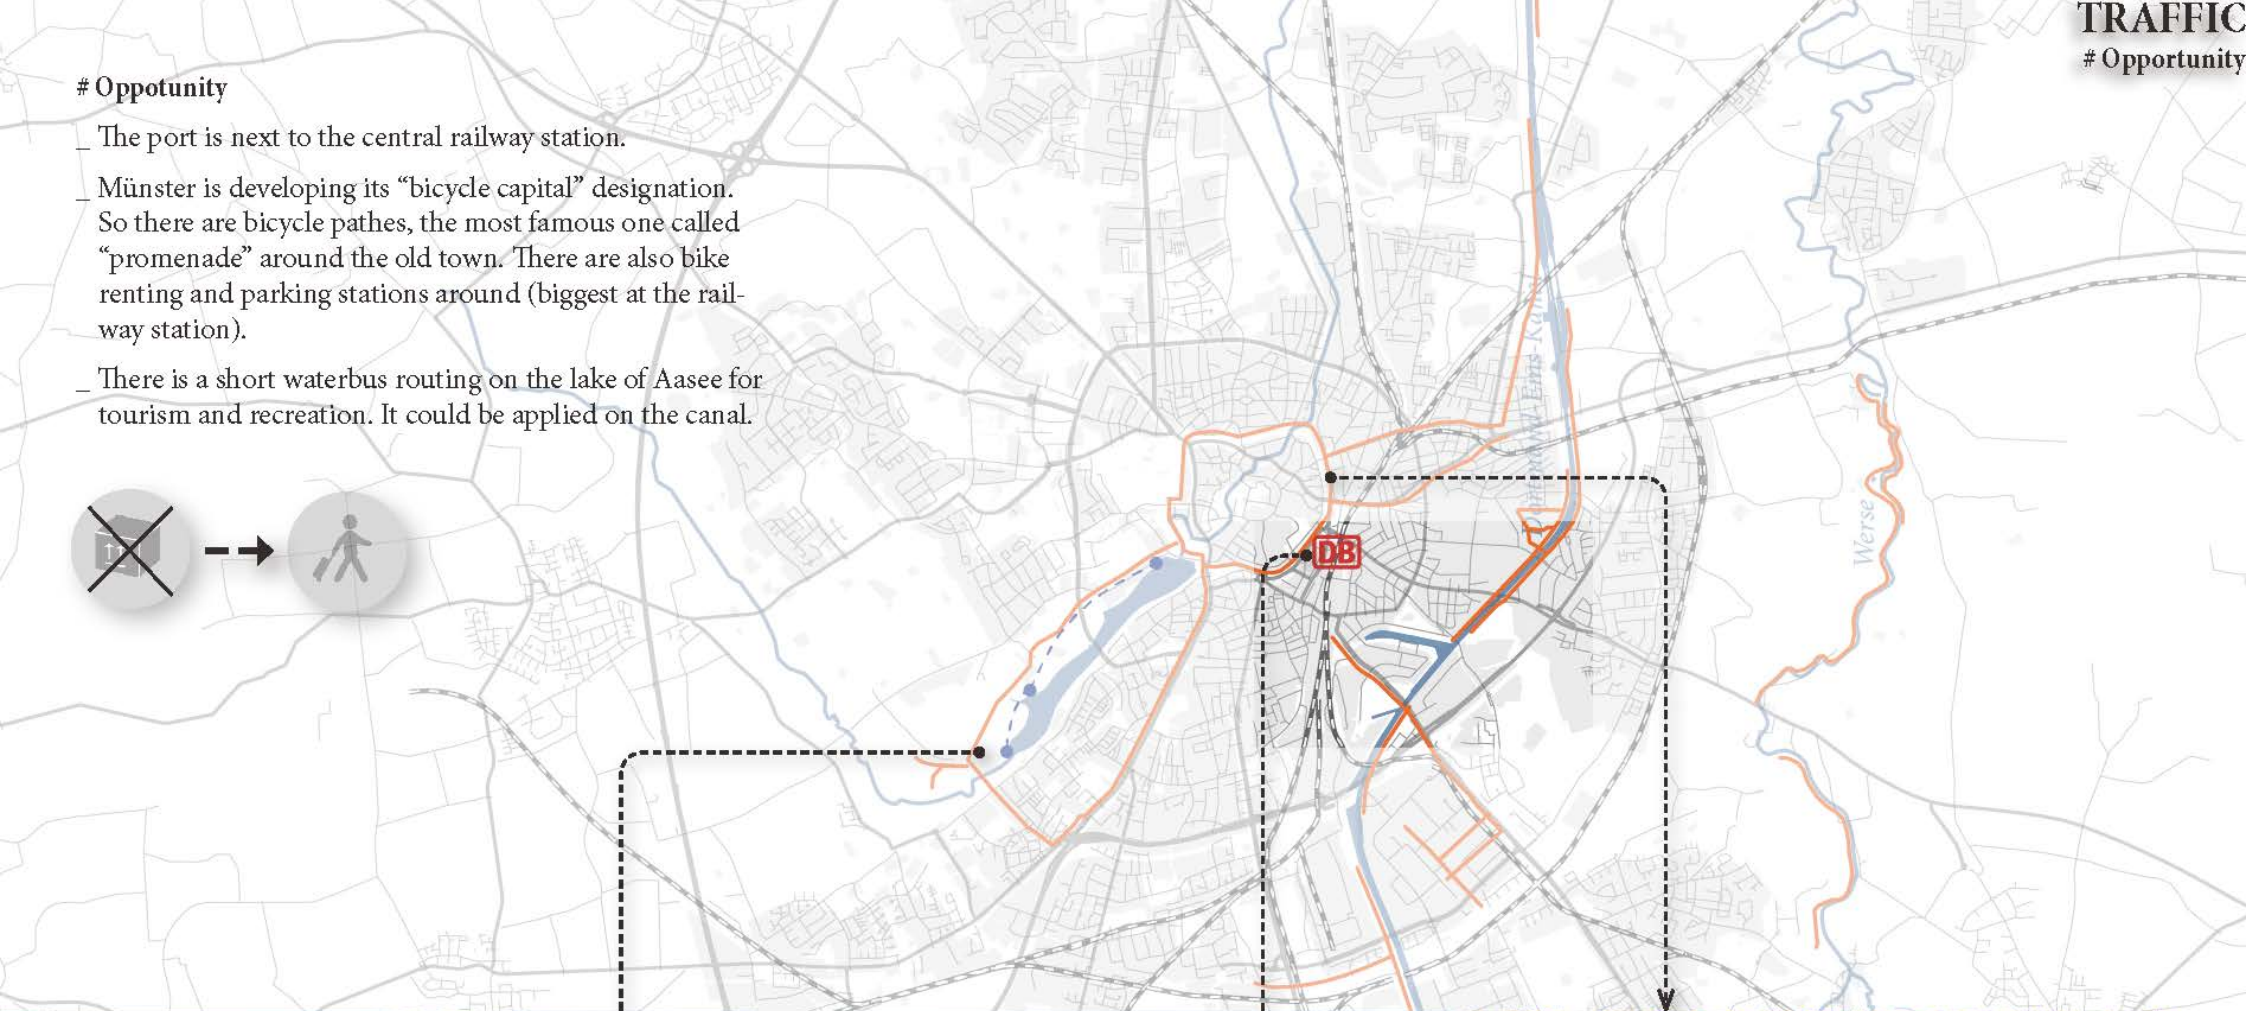 TRAFFIC
# Opportunity
# Oppotunity
_ The port is next to the central railway station.
_ Münster is developing its “bicycle capital” designation.
So there are bicycle pathes, the most famous one called
“promenade” around the old town. There are also bike
renting and parking stations around (biggest at the rail-
way station).
_ There is a short waterbus routing on the lake of Aasee for
tourism and recreation. It could be applied on the canal.
DB
Werse